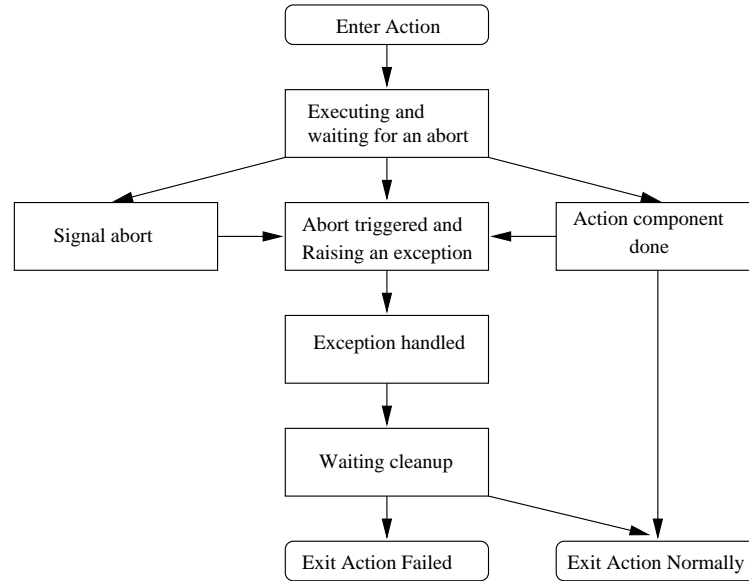 Enter Action
Executing and
waiting for an abort
Signal abort
Abort triggered and
Raising an exception
Action component
done
Exception handled
Waiting cleanup
Exit Action Failed
Exit Action Normally